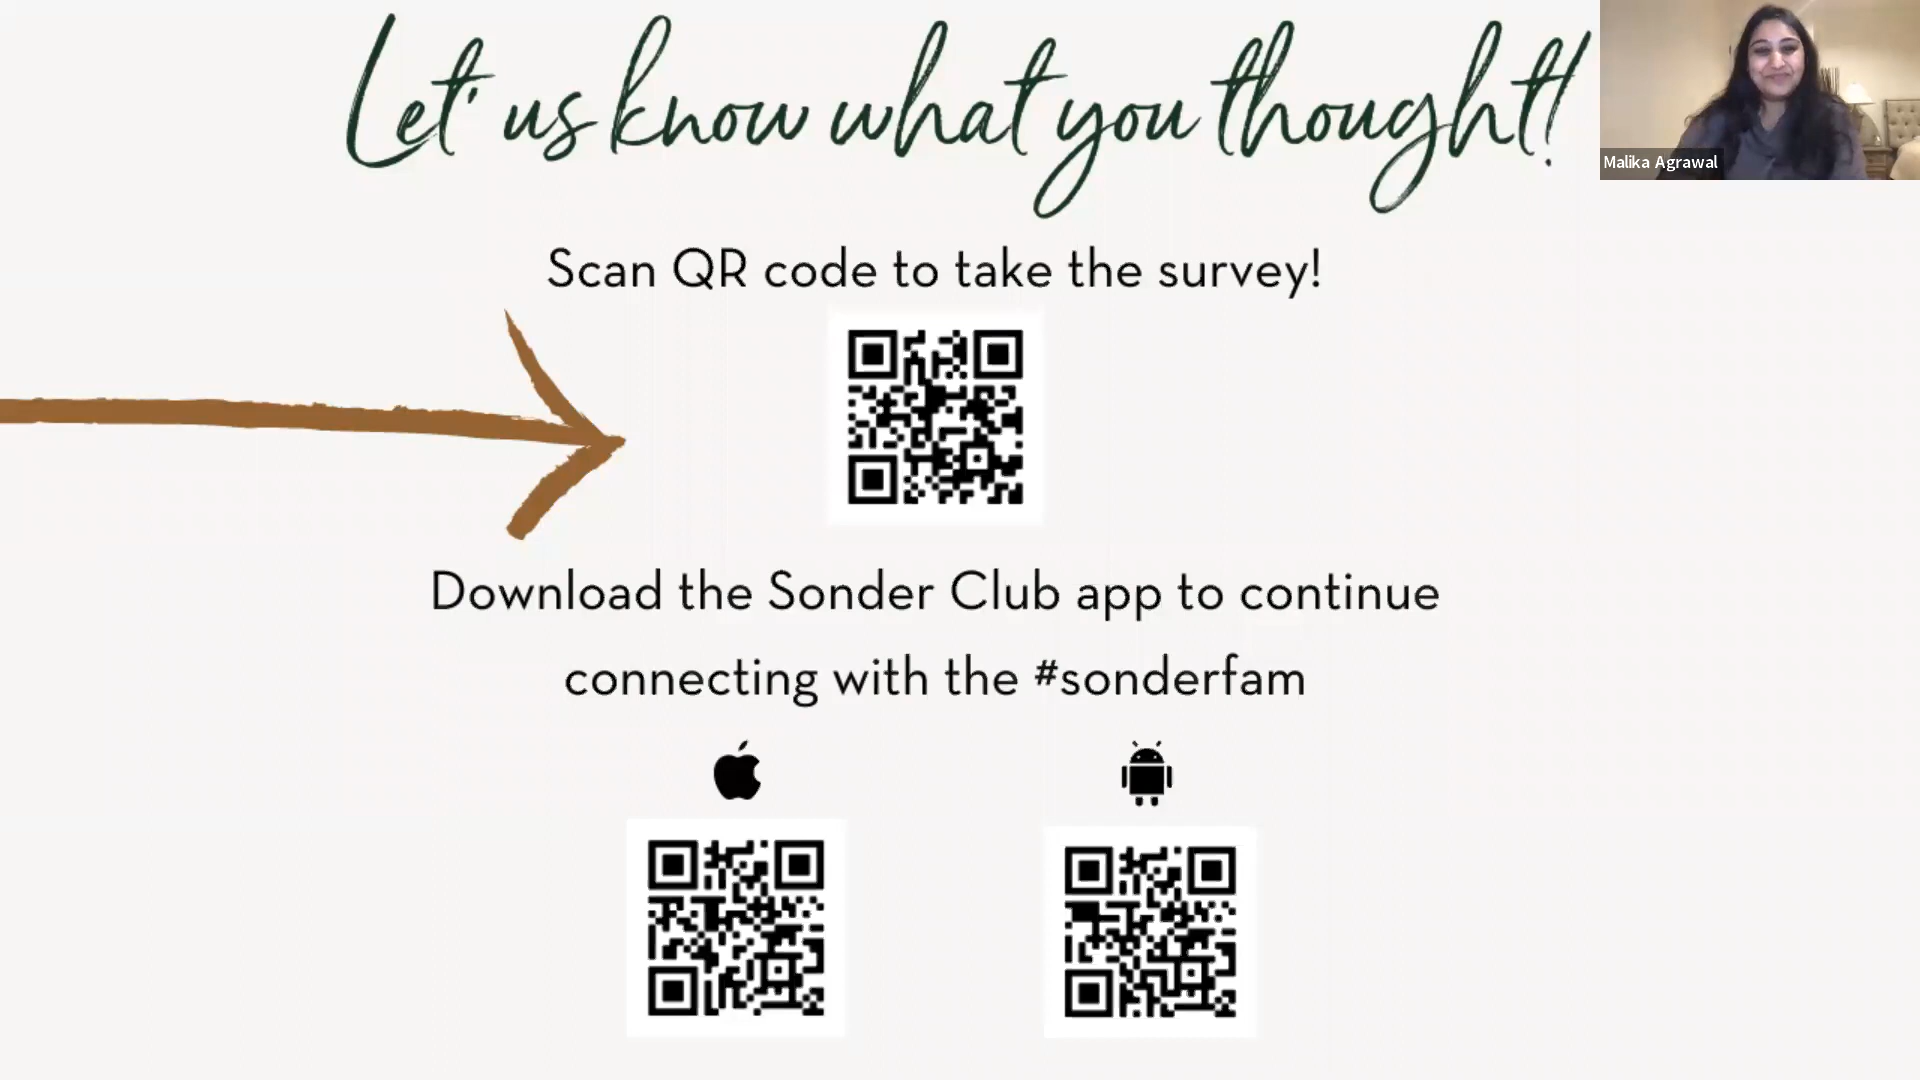 Let' us know what you thought!
Malika Agrawal
Scan QR code to take the survey!
Download the Sonder Club app to continue
connecting with the #sonderfam